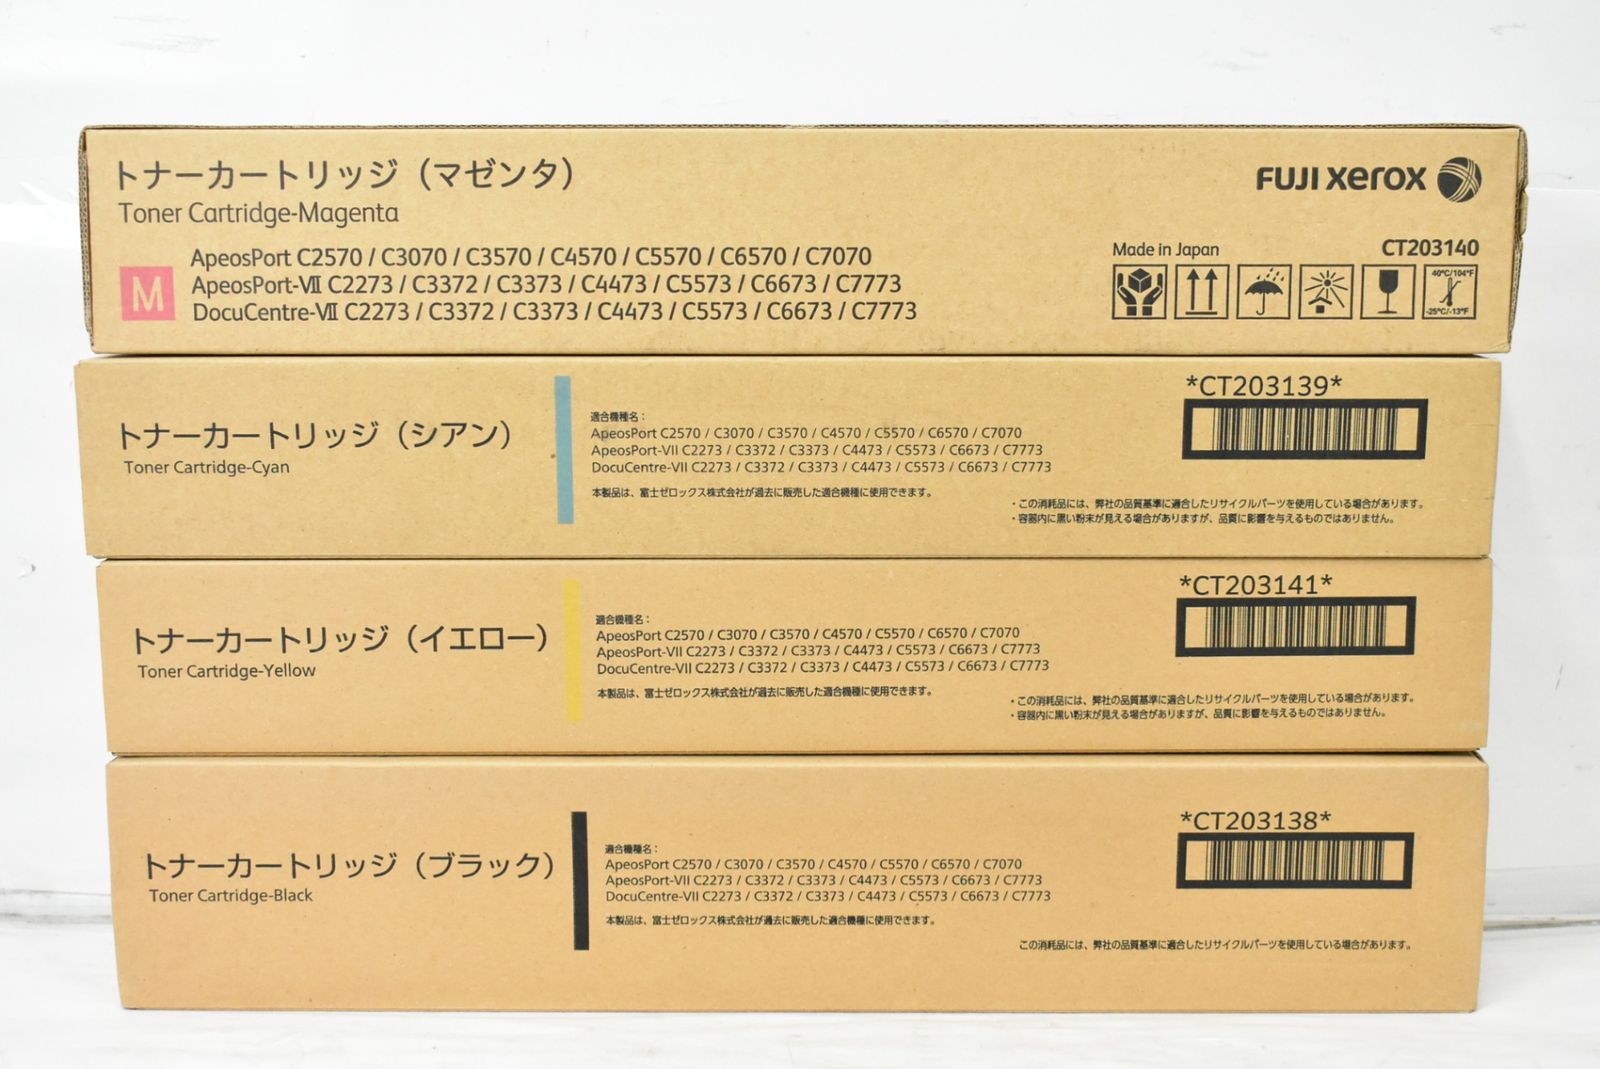 トナーカートリッジ（マゼンタ）
Toner Cartridge-Magenta
M
ApeosPort C2570 / C3070 / C3570 / C4570 / C5570 / C6570 / C7070
ApeosPort-Ⅶ C2273 / C3372 / C3373 / C4473 / C5573 / C6673 / C7773
DocuCentre-Ⅶ C2273 / C3372 / C3373 / C4473 / C5573 / C6673 / C7773
FUJI xerox
Made in Japan
CT203140
40°C/104°F
-25°C/-13°F
トナーカートリッジ（シアン）
Toner Cartridge-Cyan
適合機種名：
ApeosPort C2570 / C3070 / C3570 / C4570 / C5570 / C6570 / C7070
ApeosPort-VII C2273 / C3372 / C3373 / C4473 / C5573 / C6673 / C7773
DocuCentre-VII C2273 / C3372 / C3373 / C4473 / C5573 / C6673 / C7773
本製品は、富士ゼロックス株式会社が過去に販売した適合機種に使用できます。
*CT203139*
・この消耗品には、弊社の品質基準に適合したリサイクルパーツを使用している場合があります。
・容器内に黒い粉末が見える場合がありますが、品質に影響を与えるものではありません。
トナーカートリッジ（イエロー）
Toner Cartridge-Yellow
適合機種名：
ApeosPort C2570 / C3070 / C3570 / C4570 / C5570 / C6570 / C7070
ApeosPort-VII C2273 / C3372 / C3373 / C4473 / C5573 / C6673 / C7773
DocuCentre-VII C2273 / C3372 / C3373 / C4473 / C5573 / C6673 / C7773
本製品は、富士ゼロックス株式会社が過去に販売した適合機種に使用できます。
*CT203141*
・この消耗品には、弊社の品質基準に適合したリサイクルパーツを使用している場合があります。
・容器内に黒い粉末が見える場合がありますが、品質に影響を与えるものではありません。
トナーカートリッジ（ブラック）
Toner Cartridge-Black
適合機種名：
ApeosPort C2570 / C3070 / C3570 / C4570 / C5570 / C6570 / C7070
ApeosPort-VII C2273 / C3372 / C3373 / C4473 / C5573 / C6673 / C7773
DocuCentre-VII C2273 / C3372 / C3373 / C4473 / C5573 / C6673 / C7773
本製品は、富士ゼロックス株式会社が過去に販売した適合機種に使用できます。
*CT203138*
この消耗品には、弊社の品質基準に適合したリサイクルパーツを使用している場合があります。